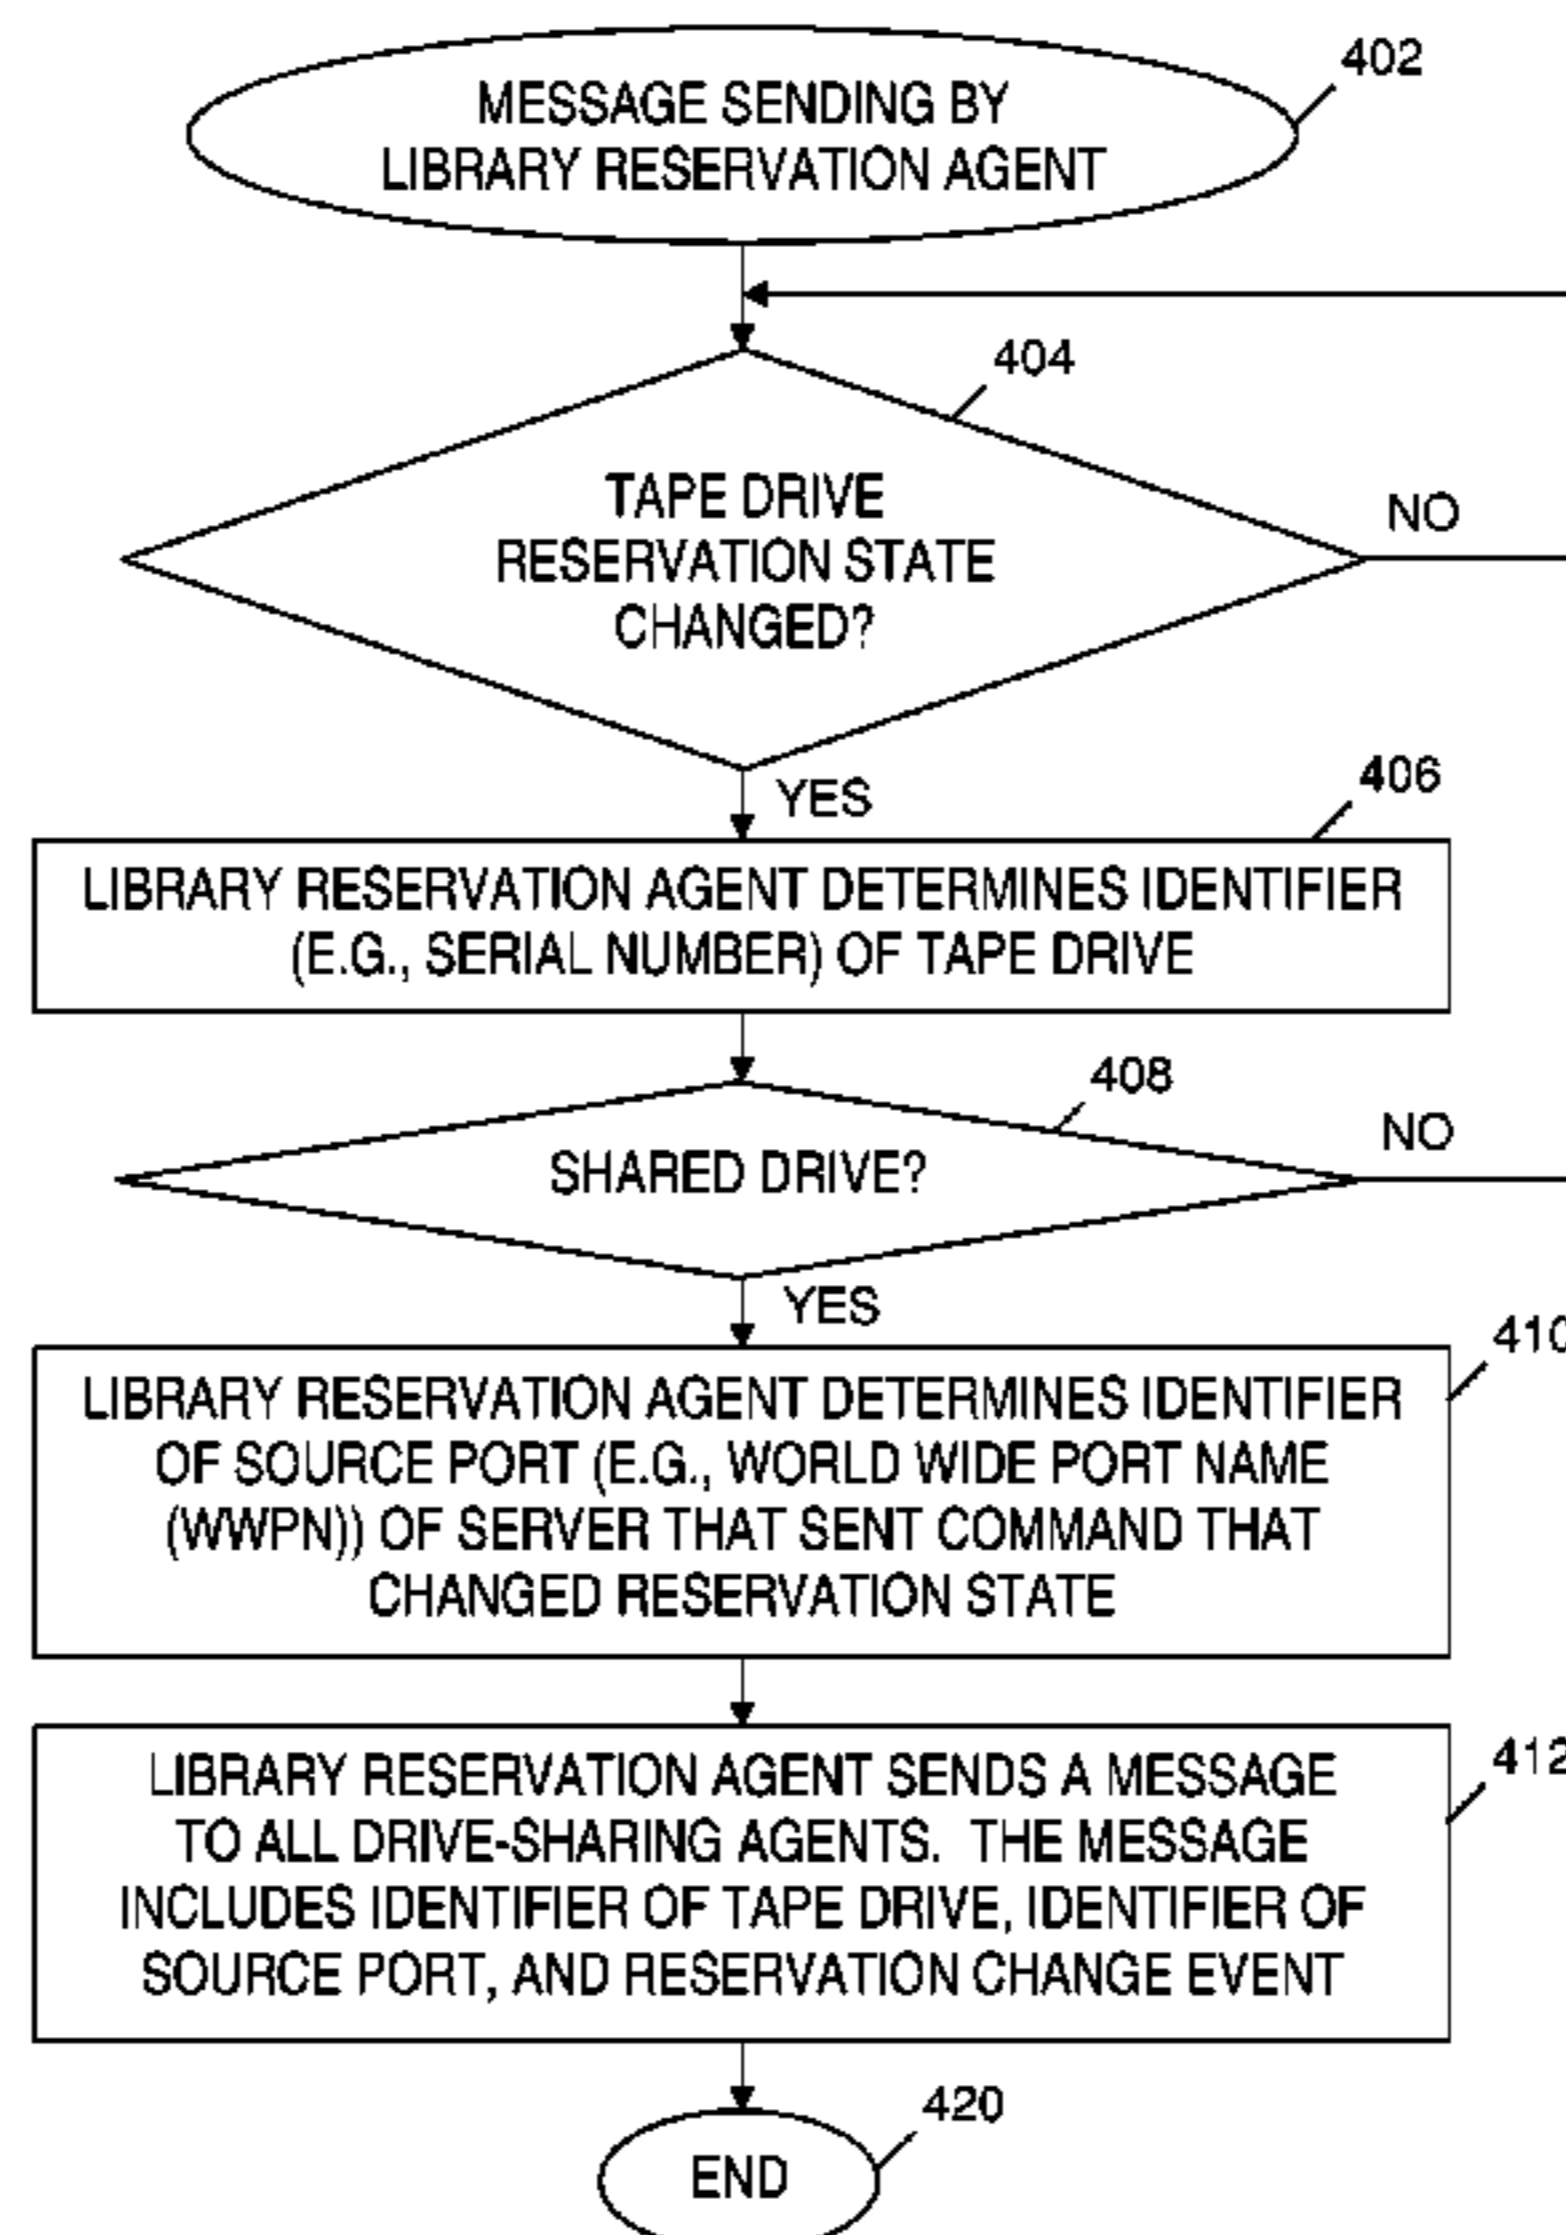 402
MESSAGE SENDING BY
LIBRARY RESERVATION AGENT
404
TAPE DRIVE
RESERVATION STATE
CHANGED?
NO
YES
406
LIBRARY RESERVATION AGENT DETERMINES IDENTIFIER
(E.G., SERIAL NUMBER) OF TAPE DRIVE
408
SHARED DRIVE?
NO
YES
410
LIBRARY RESERVATION AGENT DETERMINES IDENTIFIER
OF SOURCE PORT (E.G., WORLD WIDE PORT NAME
(WWPN)) OF SERVER THAT SENT COMMAND THAT
CHANGED RESERVATION STATE
412
LIBRARY RESERVATION AGENT SENDS A MESSAGE
TO ALL DRIVE-SHARING AGENTS. THE MESSAGE
INCLUDES IDENTIFIER OF TAPE DRIVE, IDENTIFIER OF
SOURCE PORT, AND RESERVATION CHANGE EVENT
420
END